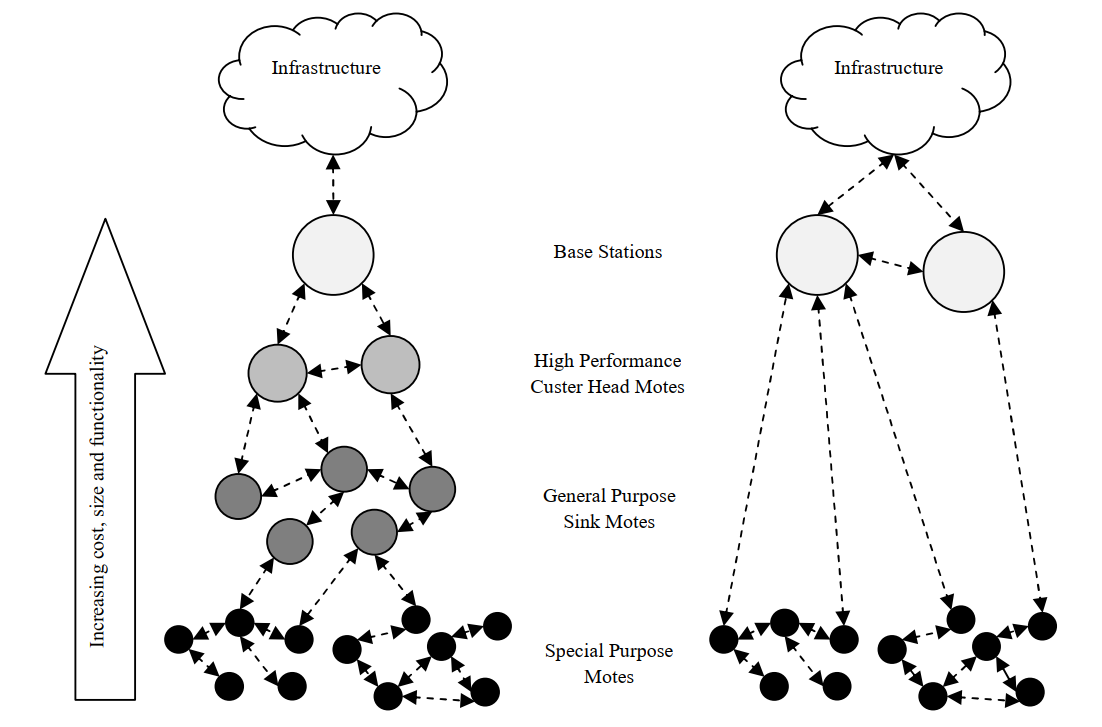 Infrastructure
Infrastructure
Base Stations
High Performance
Custer Head Motes
General Purpose
Sink Motes
Special Purpose
Motes
Increasing cost, size and functionality